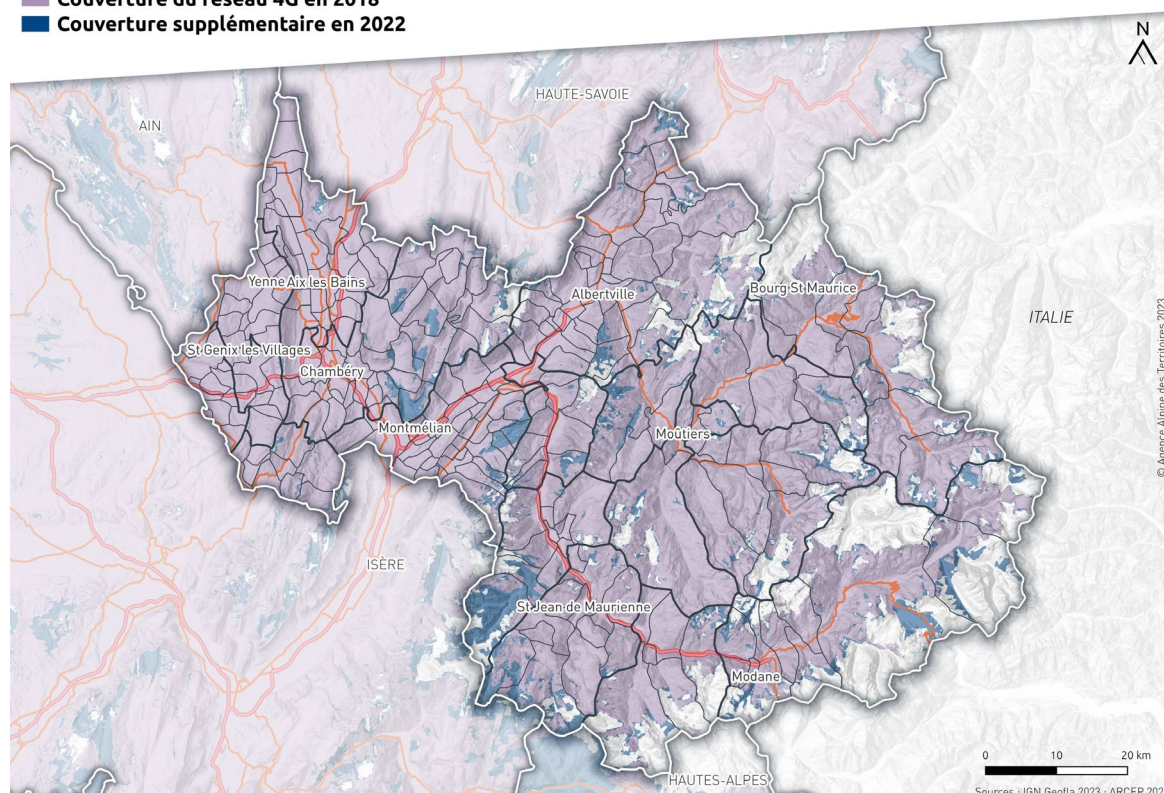 Couverture du réseau 4G en 2018
Couverture supplémentaire en 2022
N
HAUTE-SAVOIE
AIN
Yenne
Aix les Bains
Albertville
Bourg-St-Maurice
ITALIE
St Genix les Villages
Chambéry
Montmélian
Moûtiers
© Agence Alpine des Territoires 2023
ISÈRE
St Jean de Maurienne
Modane
0 10 20 km
HAUTES-ALPES
Sources : IGN Geofla 2023 ; ARCEP